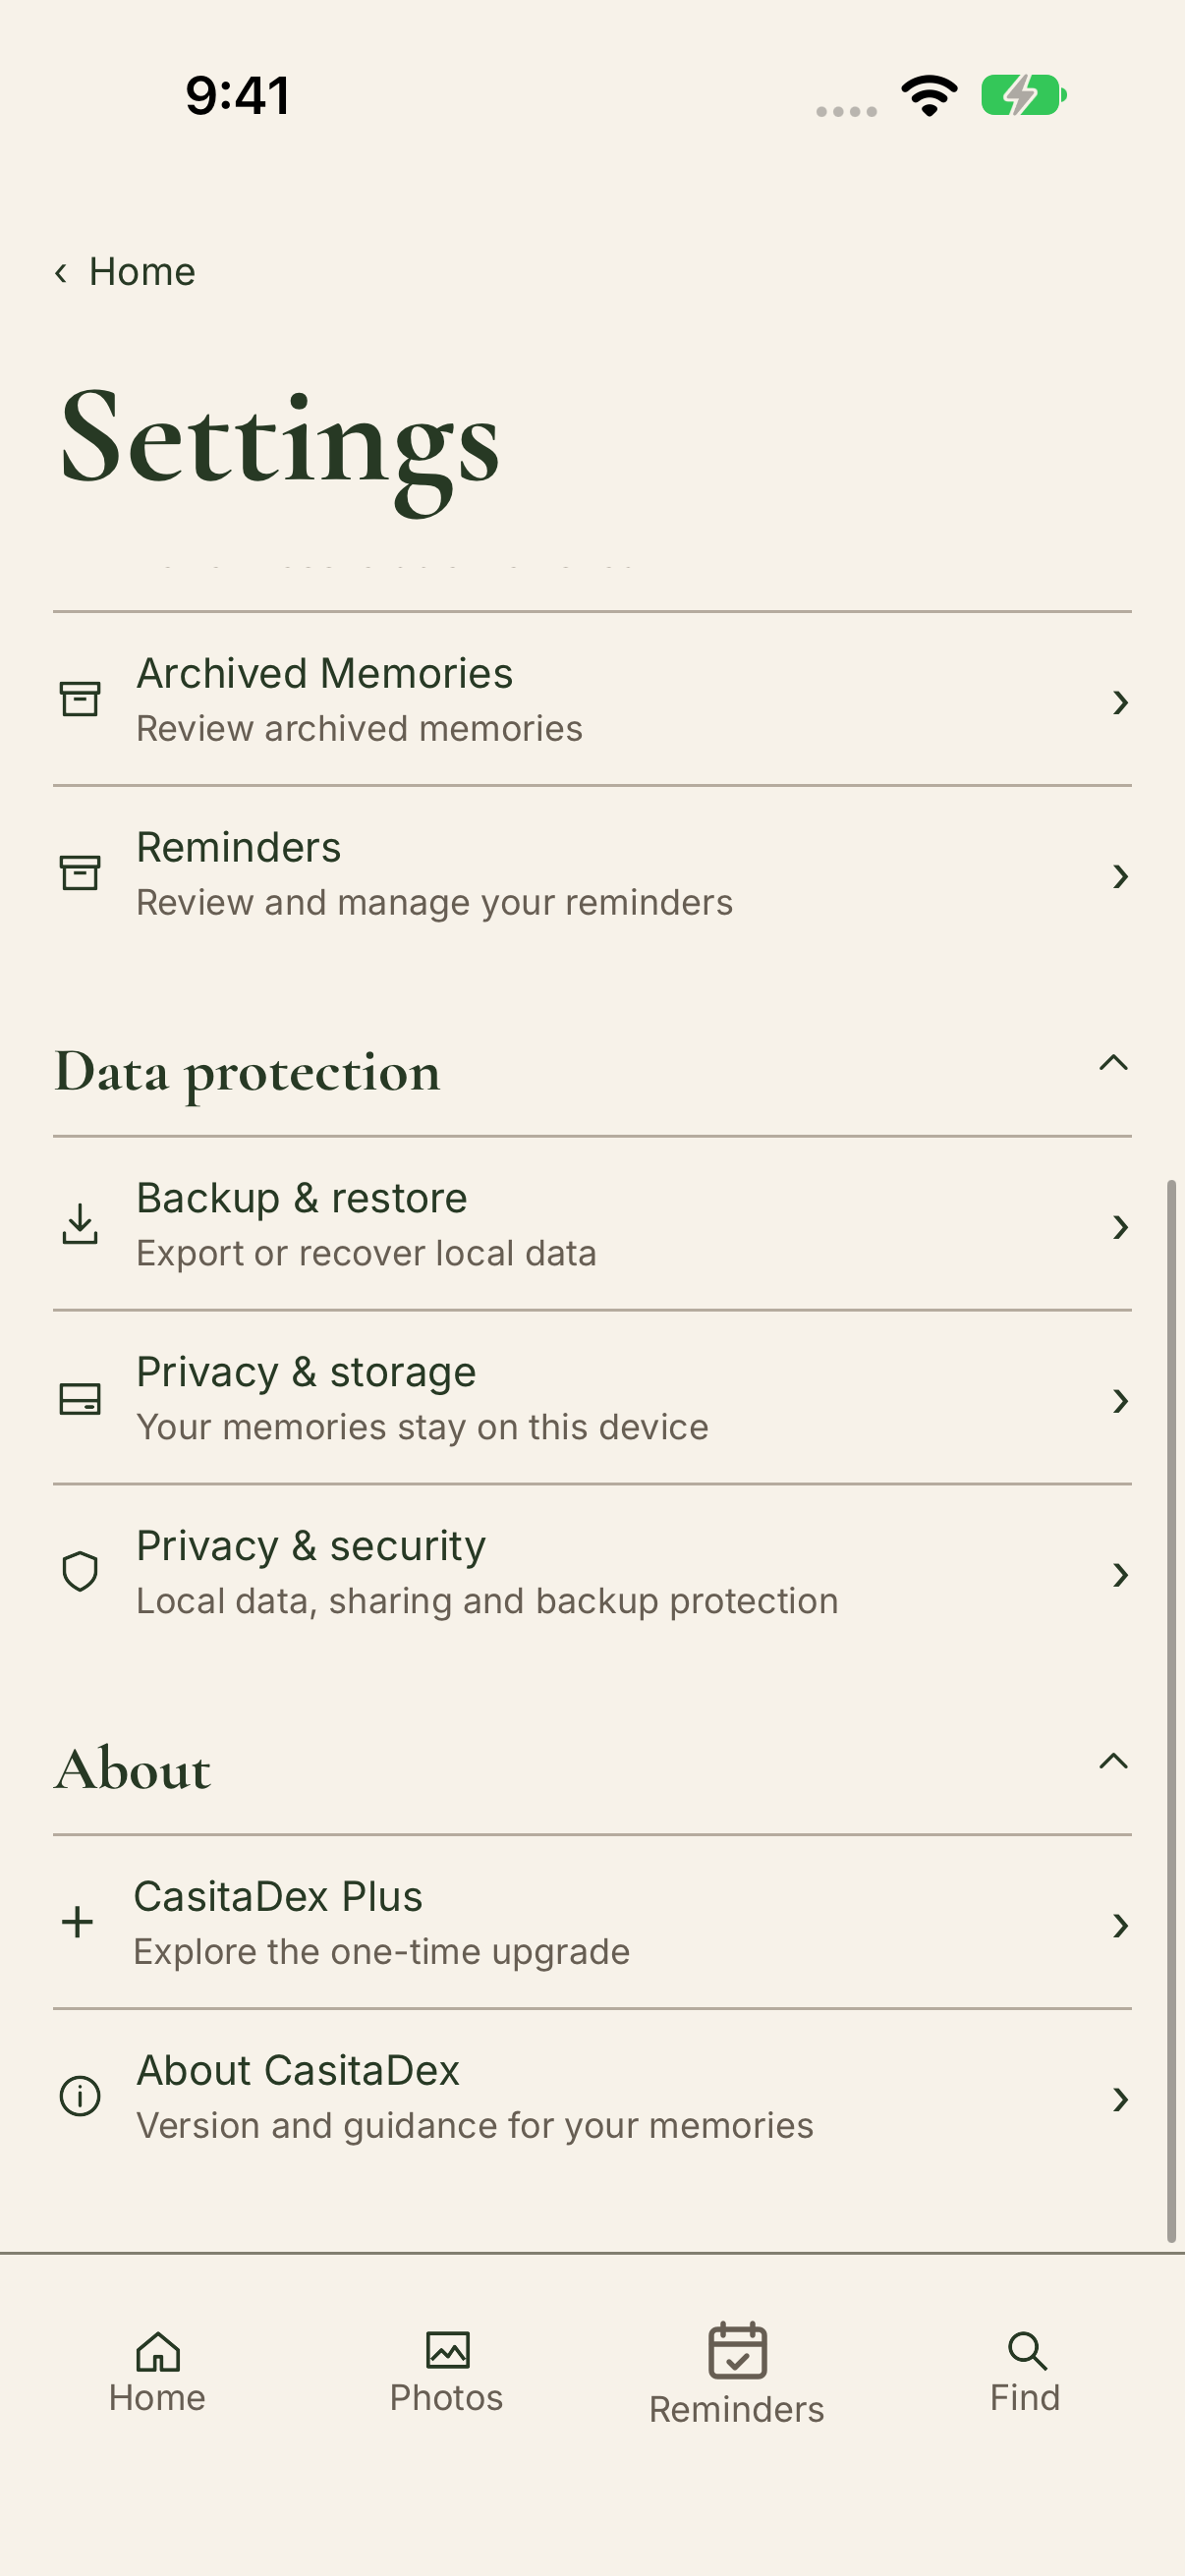 9:41
‹ Home
Settings
Archived Memories
Review archived memories
Reminders
Review and manage your reminders
Data protection
Backup & restore
Export or recover local data
Privacy & storage
Your memories stay on this device
Privacy & security
Local data, sharing and backup protection
About
CasitaDex Plus
Explore the one-time upgrade
About CasitaDex
Version and guidance for your memories
Home
Photos
Reminders
Find